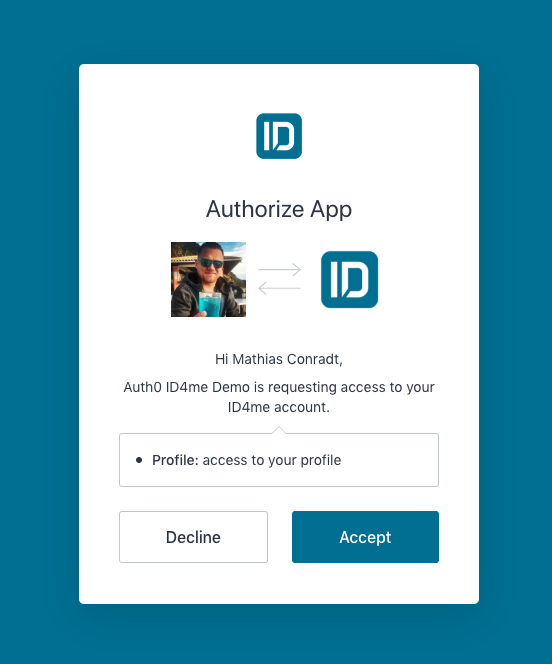 ID
Authorize App
ID
Hi Mathias Conradt,
Auth0 ID4me Demo is requesting access to your
ID4me account.
Profile: access to your profile
Decline
Accept